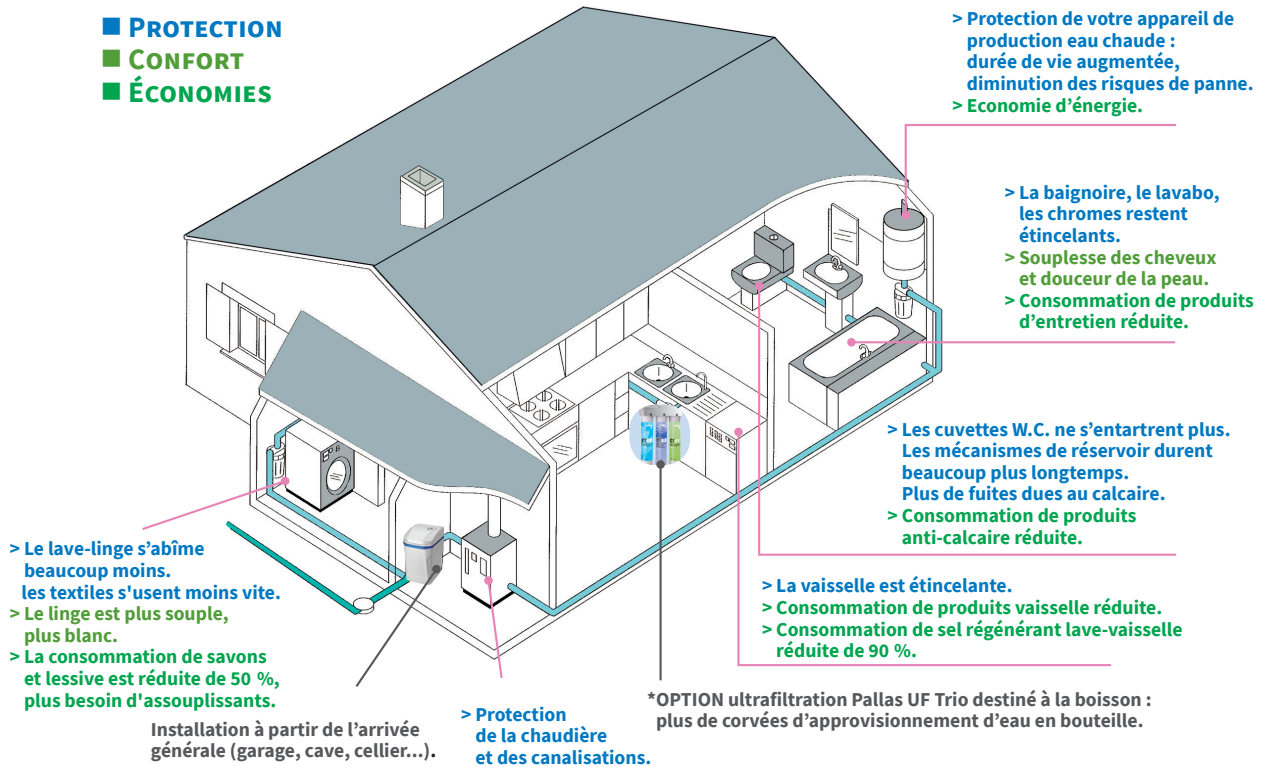 PROTECTION
CONFORT
ÉCONOMIES
> Protection de votre appareil de
production eau chaude :
durée de vie augmentée,
diminution des risques de panne.
> Economie d'énergie.
> La baignoire, le lavabo,
les chromes restent
étincelants.
> Souplesse des cheveux
et douceur de la peau.
> Consommation de produits
d'entretien réduite.
> Les cuvettes W.C. ne s'entartrent plus.
Les mécanismes de réservoir durent
beaucoup plus longtemps.
Plus de fuites dues au calcaire.
> Consommation de produits
anti-calcaire réduite.
> La vaisselle est étincelante.
> Consommation de produits vaisselle réduite.
> Consommation de sel régénérant lave-vaisselle
réduite de 90 %.
> Le lave-linge s'abîme
beaucoup moins.
les textiles s'usent moins vite.
> Le linge est plus souple,
plus blanc.
> La consommation de savons
et lessive est réduite de 50 %,
plus besoin d'assouplissants.
Installation à partir de l'arrivée
générale (garage, cave, cellier...).
> Protection
de la chaudière
et des canalisations.
*OPTION ultrafiltration Pallas UF Trio destiné à la boisson :
plus de corvées d'approvisionnement d'eau en bouteille.